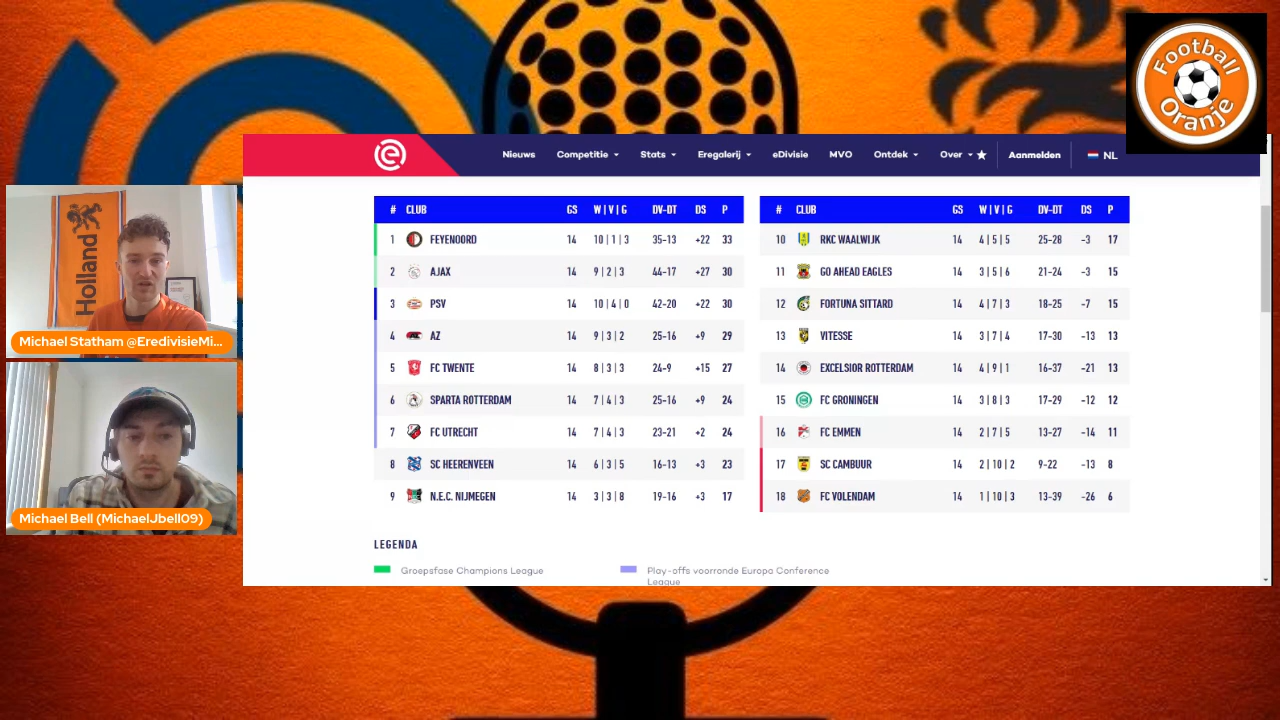 Football
Oranje
Nieuws Competitie Stats Eregalerij eDivisie MVO Ontdek Over Aanmelden NL
# CLUB GS W | V | G DV-DT DS P
1 FEYENOORD 14 10 | 1 | 3 35-13 +22 33
2 AJAX 14 9 | 2 | 3 44-17 +27 30
3 PSV 14 10 | 4 | 0 42-20 +22 30
4 AZ 14 9 | 3 | 2 25-16 +9 29
5 FC TWENTE 14 8 | 3 | 3 24-9 +15 27
6 SPARTA ROTTERDAM 14 7 | 4 | 3 25-16 +9 24
7 FC UTRECHT 14 7 | 4 | 3 23-21 +2 24
8 SC HEERENVEEN 14 6 | 3 | 5 16-13 +3 23
9 N.E.C. NIJMEGEN 14 3 | 3 | 8 19-16 +3 17
# CLUB GS W | V | G DV-DT DS P
10 RKC WAALWIJK 14 4 | 5 | 5 25-28 -3 17
11 GO AHEAD EAGLES 14 3 | 5 | 6 21-24 -3 15
12 FORTUNA SITTARD 14 4 | 7 | 3 18-25 -7 15
13 VITESSE 14 3 | 7 | 4 17-30 -13 13
14 EXCELSIOR ROTTERDAM 14 4 | 9 | 1 16-37 -21 13
15 FC GRONINGEN 14 3 | 8 | 3 17-29 -12 12
16 FC EMMEN 14 2 | 7 | 5 13-27 -14 11
17 SC CAMBUUR 14 2 | 10 | 2 9-22 -13 8
18 FC VOLENDAM 14 1 | 10 | 3 13-39 -26 6
LEGENDA
Groepsfase Champions League
Play-offs voorronde Europa Conference
League
Holland
Michael Statham @EredivisieMi...
Michael Bell (MichaelJbell09)